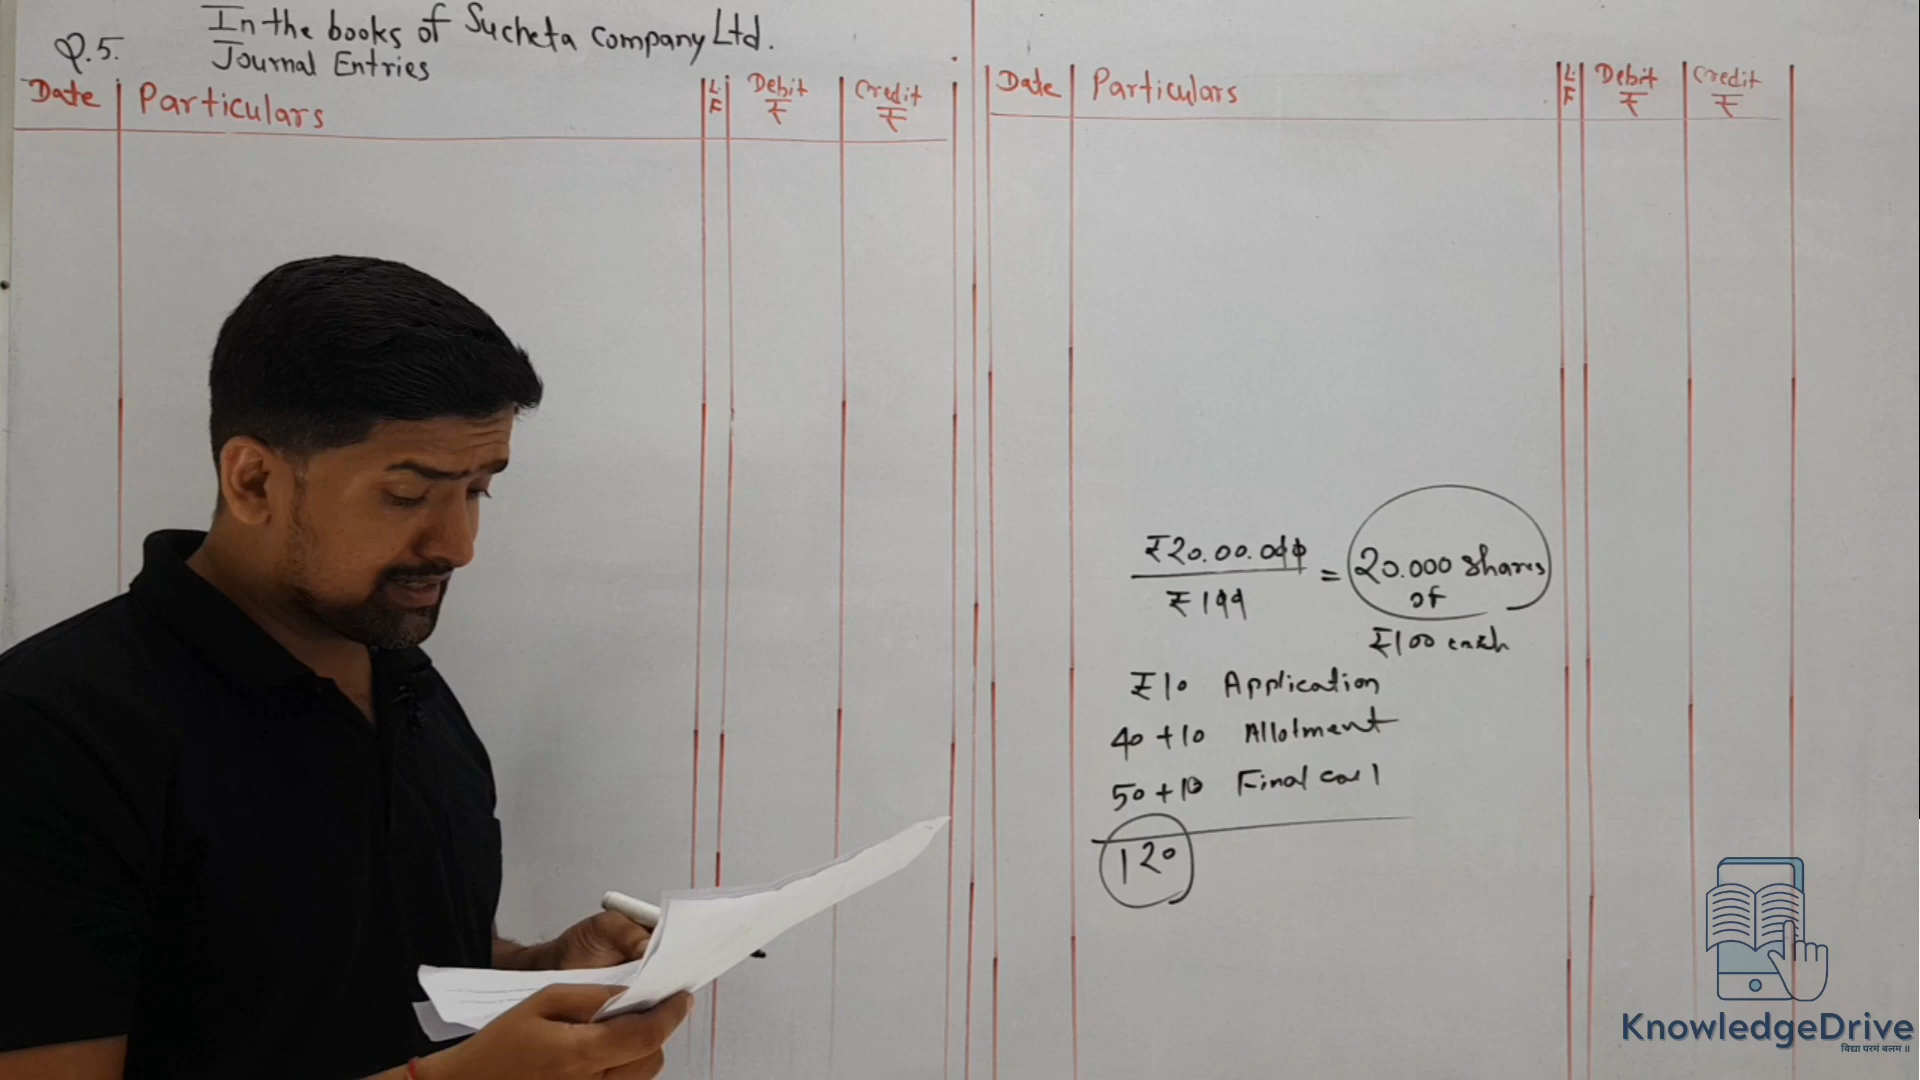 Q.5.
In the books of Sucheta company Ltd.
Journal Entries
Date Particulars L.F Debit ₹ Credit ₹
Date Particulars L.F Debit ₹ Credit ₹
₹20.00.000
₹100
= 20.000 shares
of
₹100 each
₹10 Application
40+10 Allotment
50+10 Final call
120
KnowledgeDrive
विद्या परमं बलम ॥